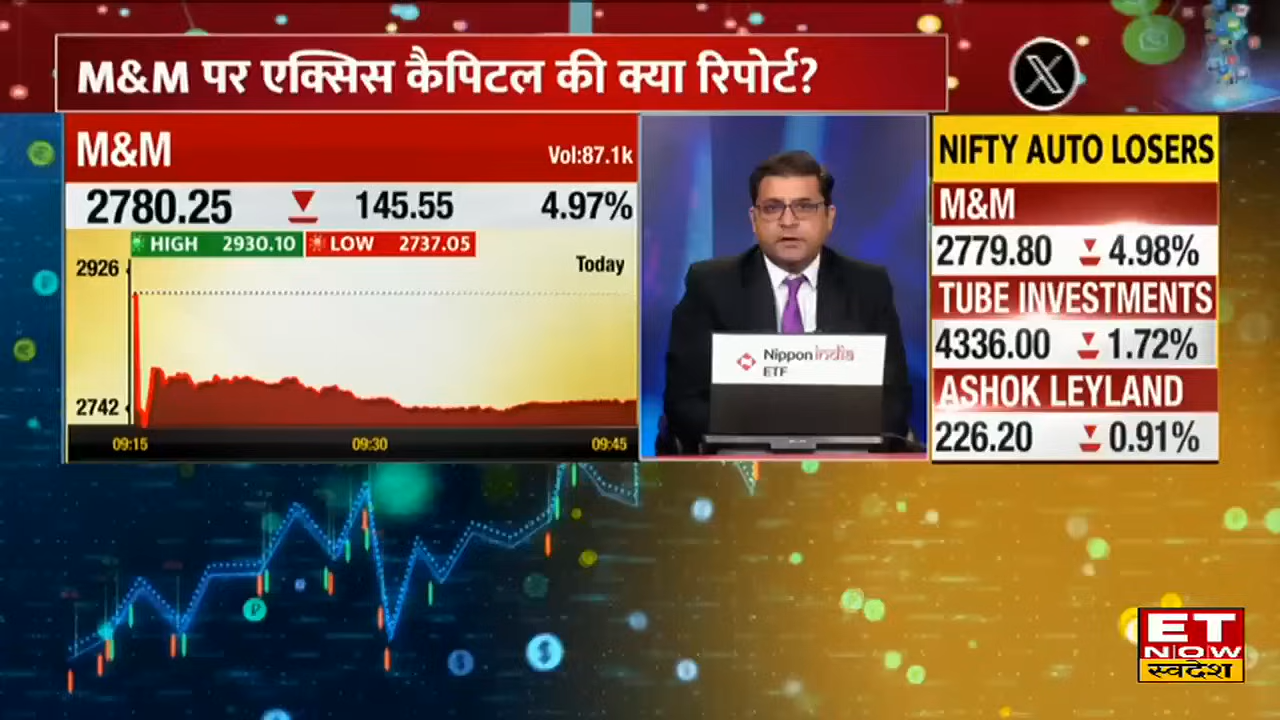 M&M पर एक्सिस कैपिटल की क्या रिपोर्ट?
X
M&M
Vol:87.1k
2780.25 145.55 4.97%
HIGH 2930.10 LOW 2737.05
2926
Today
2742
09:15 09:30 09:45
Nippon india
ETF
NIFTY AUTO LOSERS
M&M
2779.80 4.98%
TUBE INVESTMENTS
4336.00 1.72%
ASHOK LEYLAND
226.20 0.91%
ET
NOW
स्वदेश